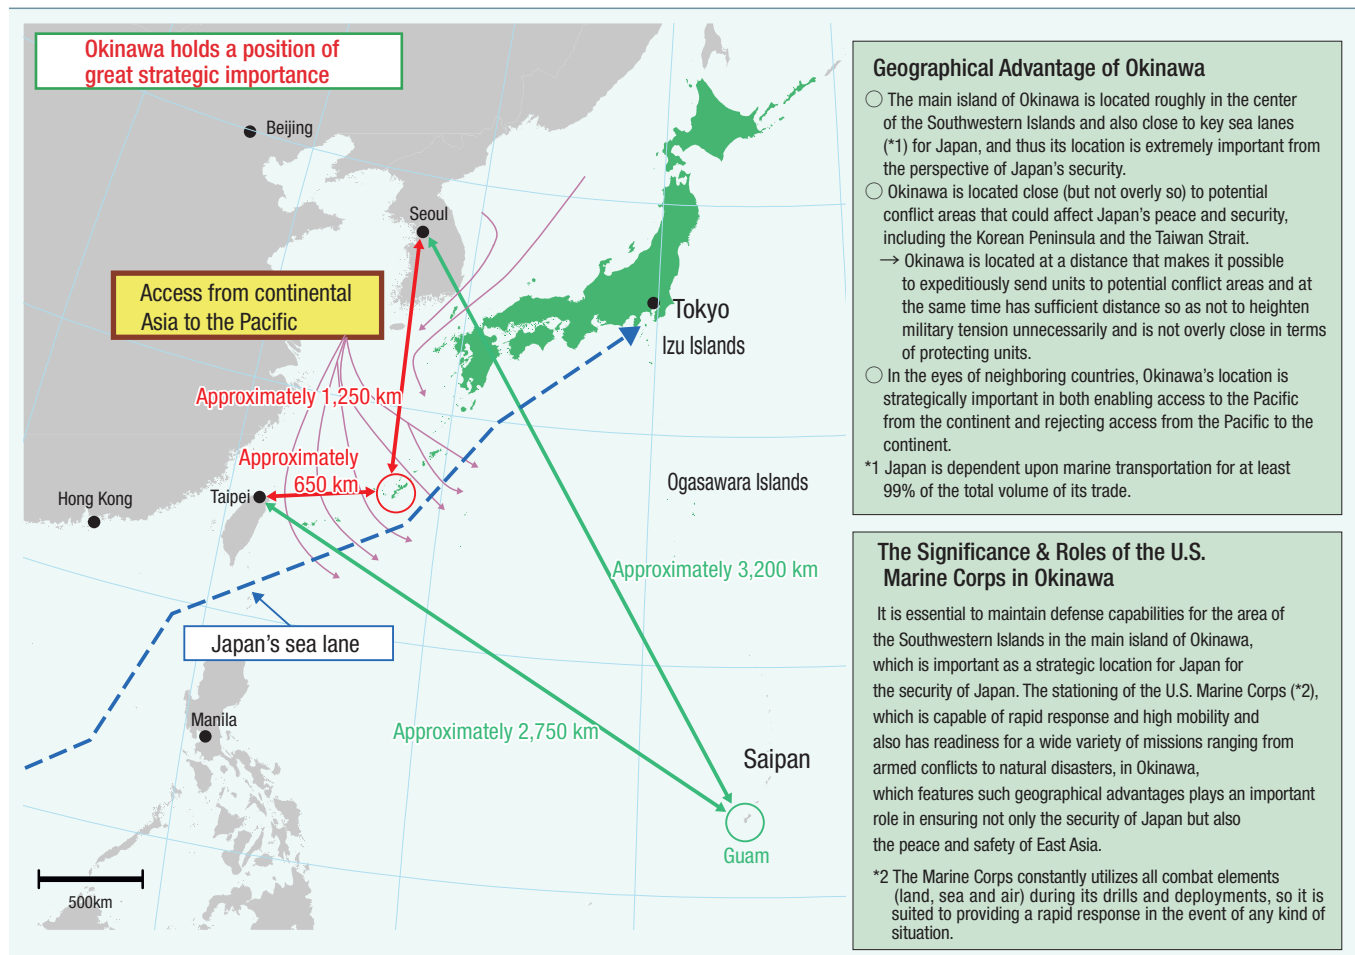 Okinawa holds a position of
great strategic importance
Beijing
Seoul
Access from continental
Asia to the Pacific
Tokyo
Izu Islands
Approximately 1,250 km
Approximately
650 km
Hong Kong
Taipei
Ogasawara Islands
Approximately 3,200 km
Japan’s sea lane
Manila
Approximately 2,750 km
Saipan
Guam
500km
Geographical Advantage of Okinawa
○ The main island of Okinawa is located roughly in the center
of the Southwestern Islands and also close to key sea lanes
(*1) for Japan, and thus its location is extremely important from
the perspective of Japan’s security.
○ Okinawa is located close (but not overly so) to potential
conflict areas that could affect Japan’s peace and security,
including the Korean Peninsula and the Taiwan Strait.
→ Okinawa is located at a distance that makes it possible
to expeditiously send units to potential conflict areas and at
the same time has sufficient distance so as not to heighten
military tension unnecessarily and is not overly close in terms
of protecting units.
○ In the eyes of neighboring countries, Okinawa’s location is
strategically important in both enabling access to the Pacific
from the continent and rejecting access from the Pacific to the
continent.
*1 Japan is dependent upon marine transportation for at least
99% of the total volume of its trade.
The Significance & Roles of the U.S.
Marine Corps in Okinawa
It is essential to maintain defense capabilities for the area of
the Southwestern Islands in the main island of Okinawa,
which is important as a strategic location for Japan for
the security of Japan. The stationing of the U.S. Marine Corps (*2),
which is capable of rapid response and high mobility and
also has readiness for a wide variety of missions ranging from
armed conflicts to natural disasters, in Okinawa,
which features such geographical advantages plays an important
role in ensuring not only the security of Japan but also
the peace and safety of East Asia.
*2 The Marine Corps constantly utilizes all combat elements
(land, sea and air) during its drills and deployments, so it is
suited to providing a rapid response in the event of any kind of
situation.